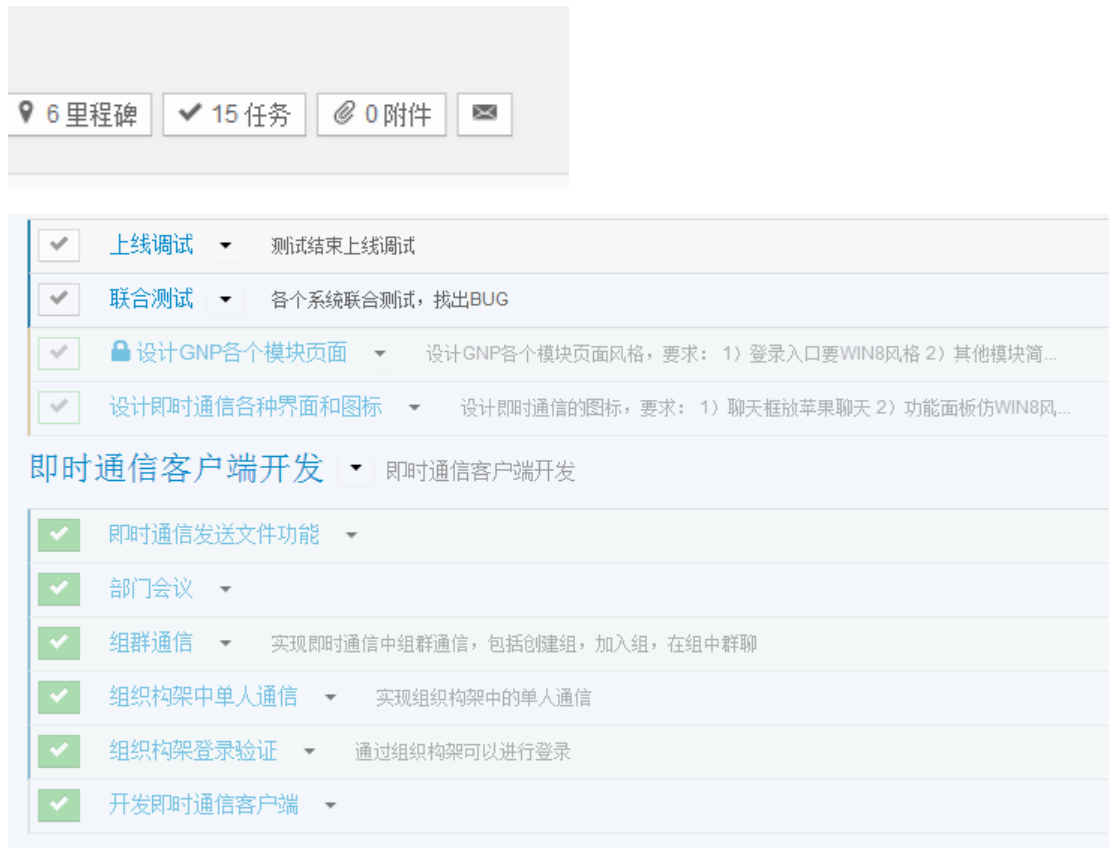 6 里程碑 15 任务 0 附件
上线调试 测试结束上线调试
联合测试 各个系统联合测试，找出BUG
设计GNP各个模块页面 设计GNP各个模块页面风格，要求： 1）登录入口要WIN8风格 2）其他模块简...
设计即时通信各种界面和图标 设计即时通信的图标，要求： 1）聊天框放苹果聊天 2）功能面板仿WIN8风...
即时通信客户端开发 即时通信客户端开发
即时通信发送文件功能
部门会议
组群通信 实现即时通信中组群通信，包括创建组，加入组，在组中群聊
组织构架中单人通信 实现组织构架中的单人通信
组织构架登录验证 通过组织构架可以进行登录
开发即时通信客户端